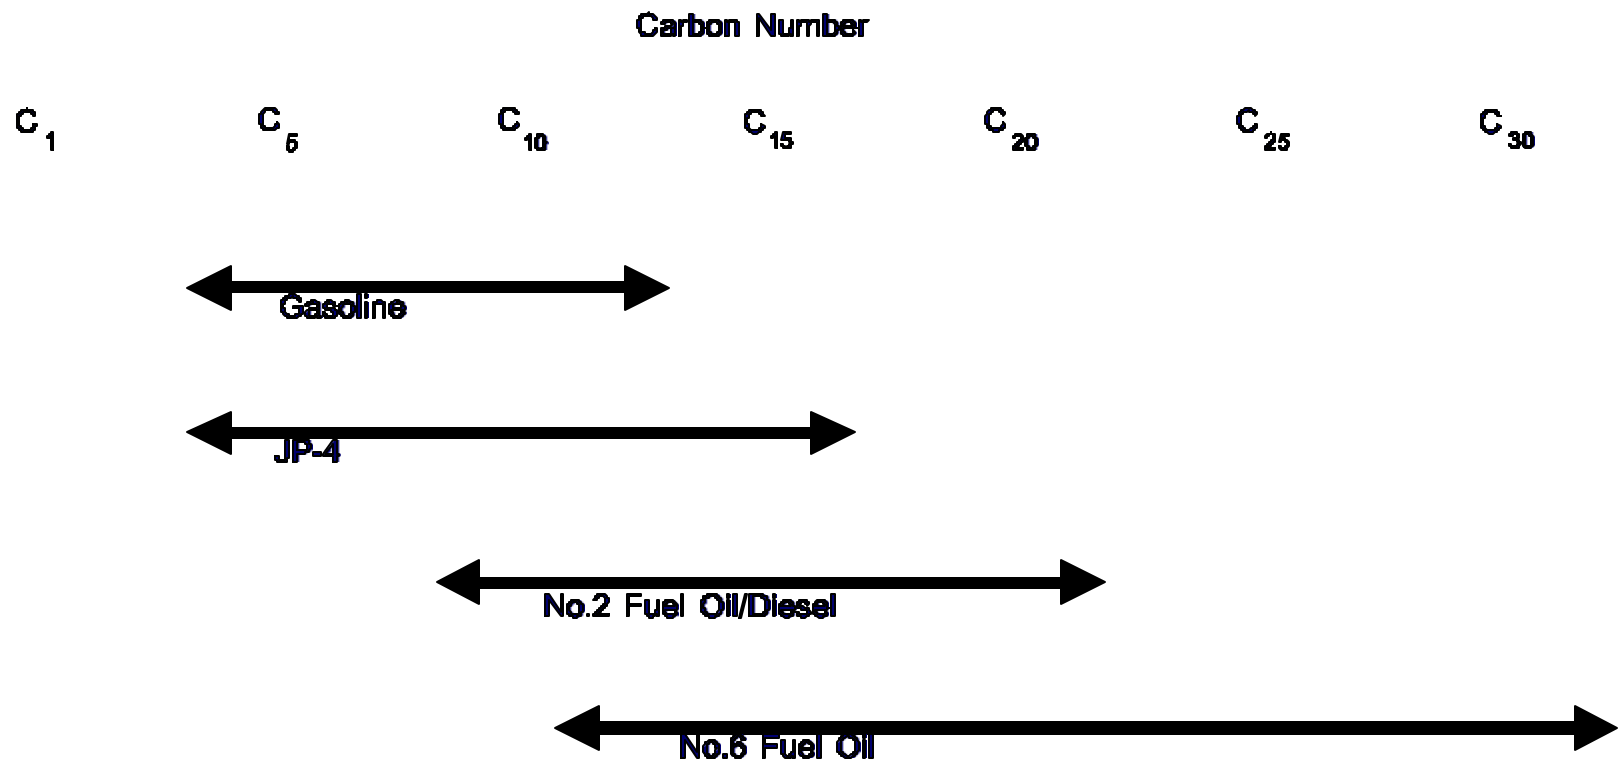 Carbon Number
C1 C5 C10 C15 C20 C25 C30
Gasoline
JP-4
No.2 Fuel Oil/Diesel
No.6 Fuel Oil